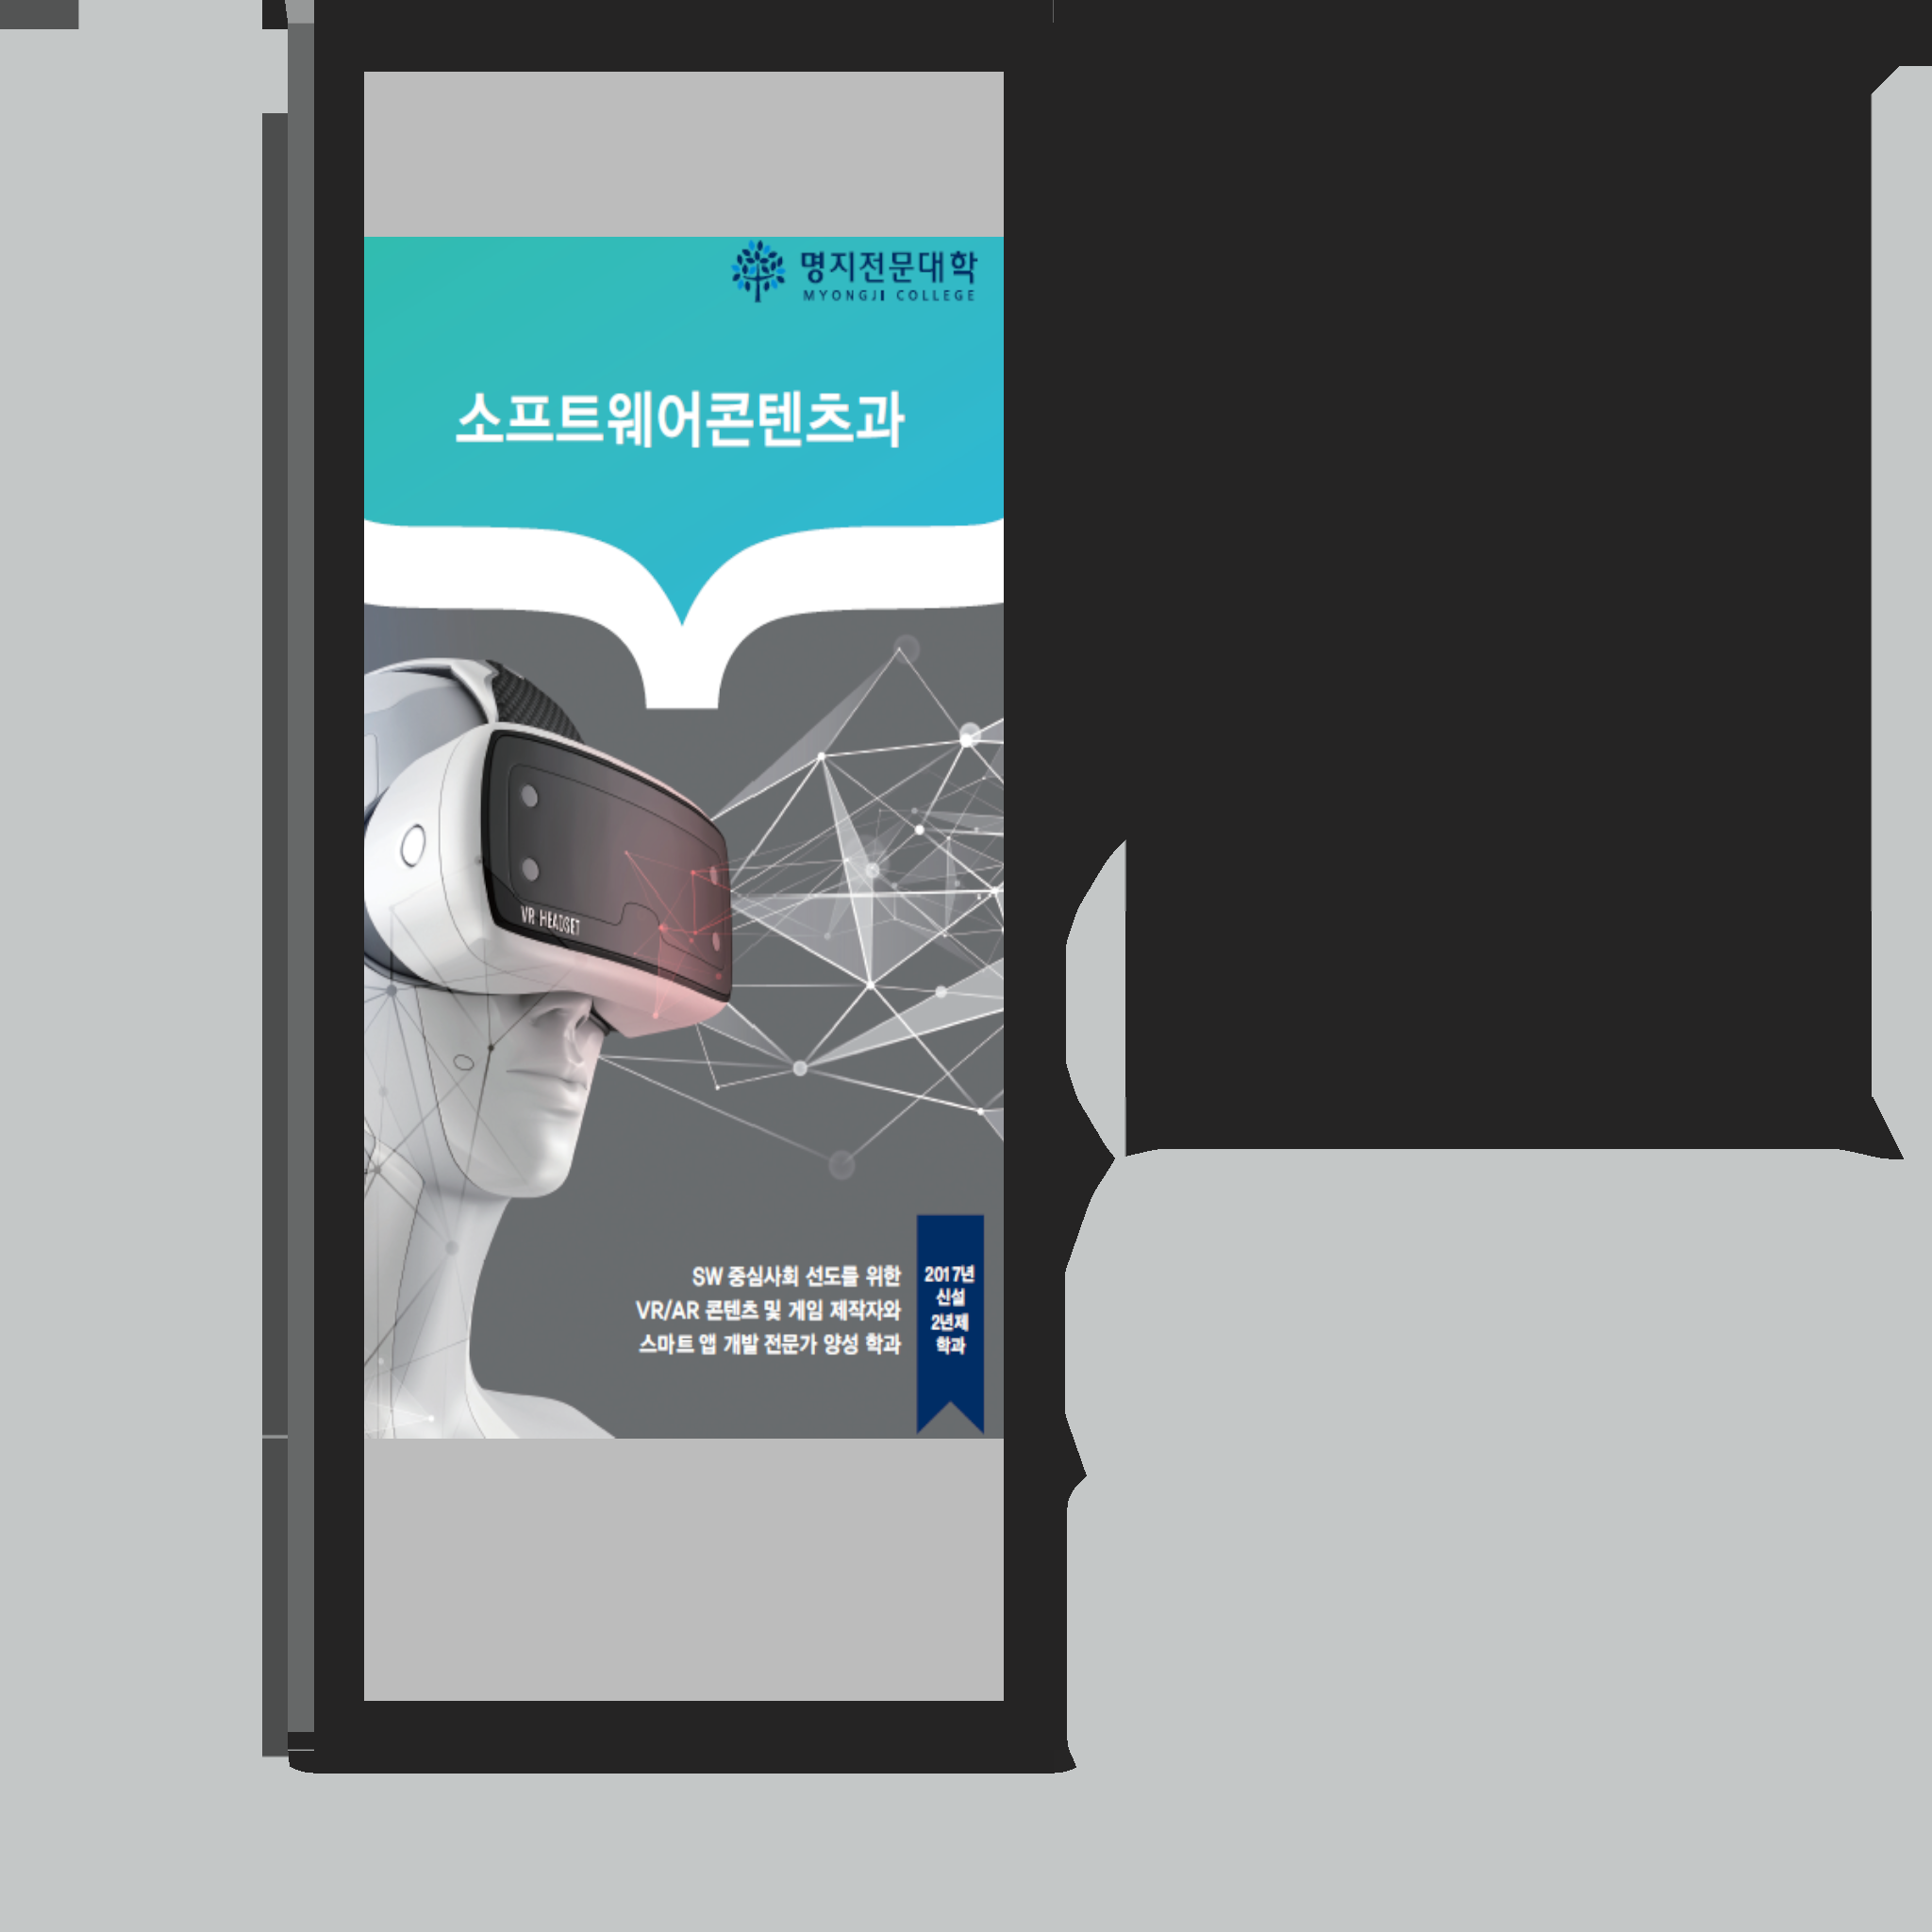 명지전문대학
MYONGJI COLLEGE
소프트웨어콘텐츠과
VR HEADSET
SW 중심사회 선도를 위한
VR/AR 콘텐츠 및 게임 제작자와
스마트 앱 개발 전문가 양성 학과
2017년
신설
2년제
학과